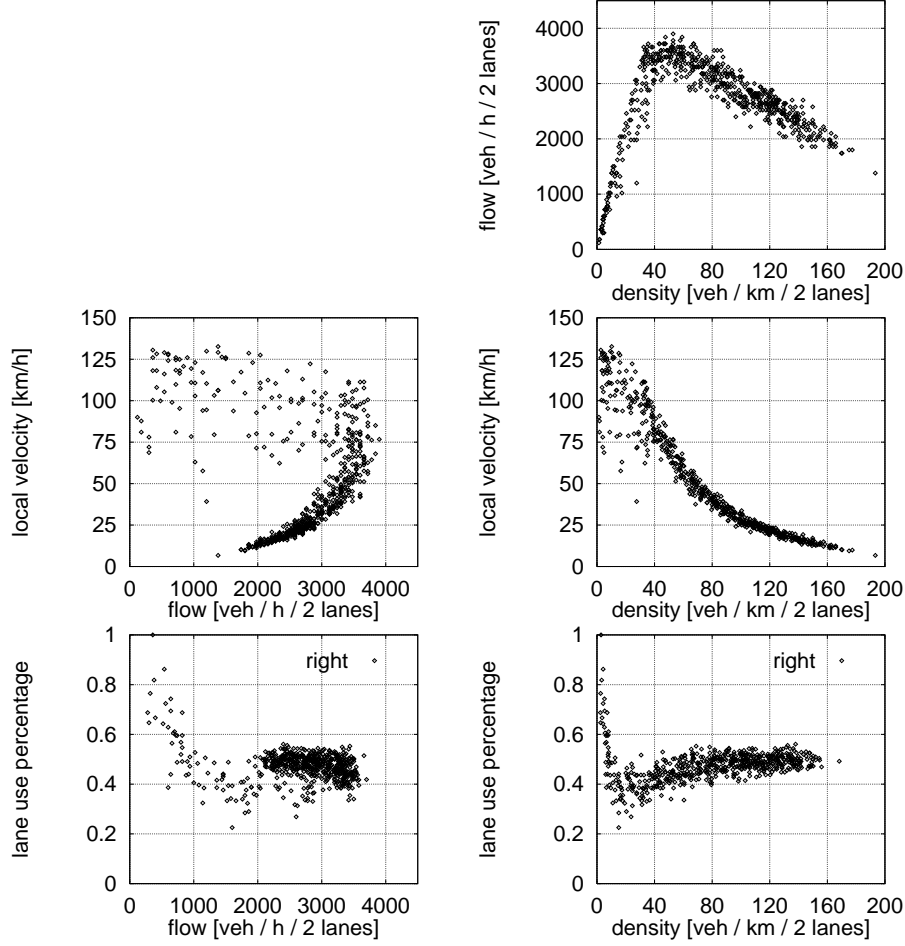 flow [veh / h / 2 lanes]
4000
3000
2000
1000
0
0 40 80 120 160 200
density [veh / km / 2 lanes]
local velocity [km/h]
150
125
100
75
50
25
0
0 1000 2000 3000 4000
flow [veh / h / 2 lanes]
local velocity [km/h]
150
125
100
75
50
25
0
0 40 80 120 160 200
density [veh / km / 2 lanes]
lane use percentage
1
0.8
0.6
0.4
0.2
0
right
0 1000 2000 3000 4000
flow [veh / h / 2 lanes]
lane use percentage
1
0.8
0.6
0.4
0.2
0
right
0 40 80 120 160 200
density [veh / km / 2 lanes]